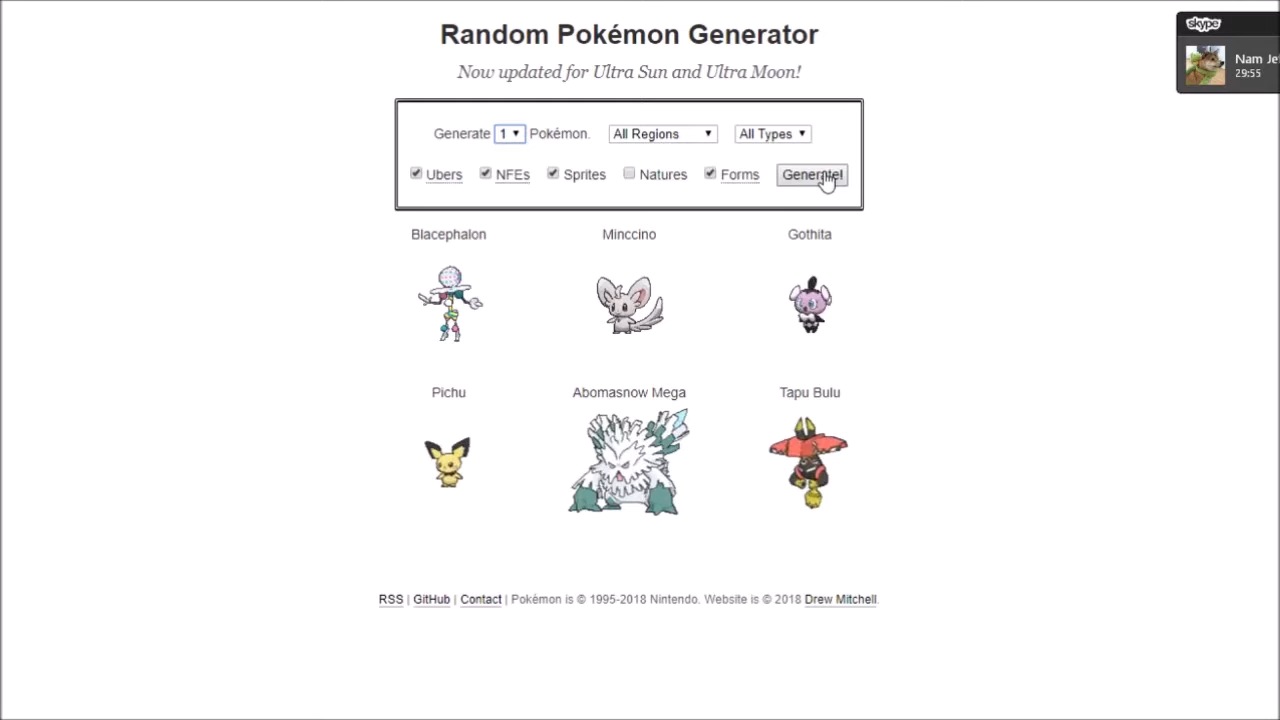 Random Pokémon Generator
Now updated for Ultra Sun and Ultra Moon!
skype
Nam Je
29:55
Generate 1 Pokémon. All Regions All Types
Ubers NFEs Sprites Natures Forms Generate!
Blacephalon Minccino Gothita
Pichu Abomasnow Mega Tapu Bulu
RSS | GitHub | Contact | Pokémon is © 1995-2018 Nintendo. Website is © 2018 Drew Mitchell.